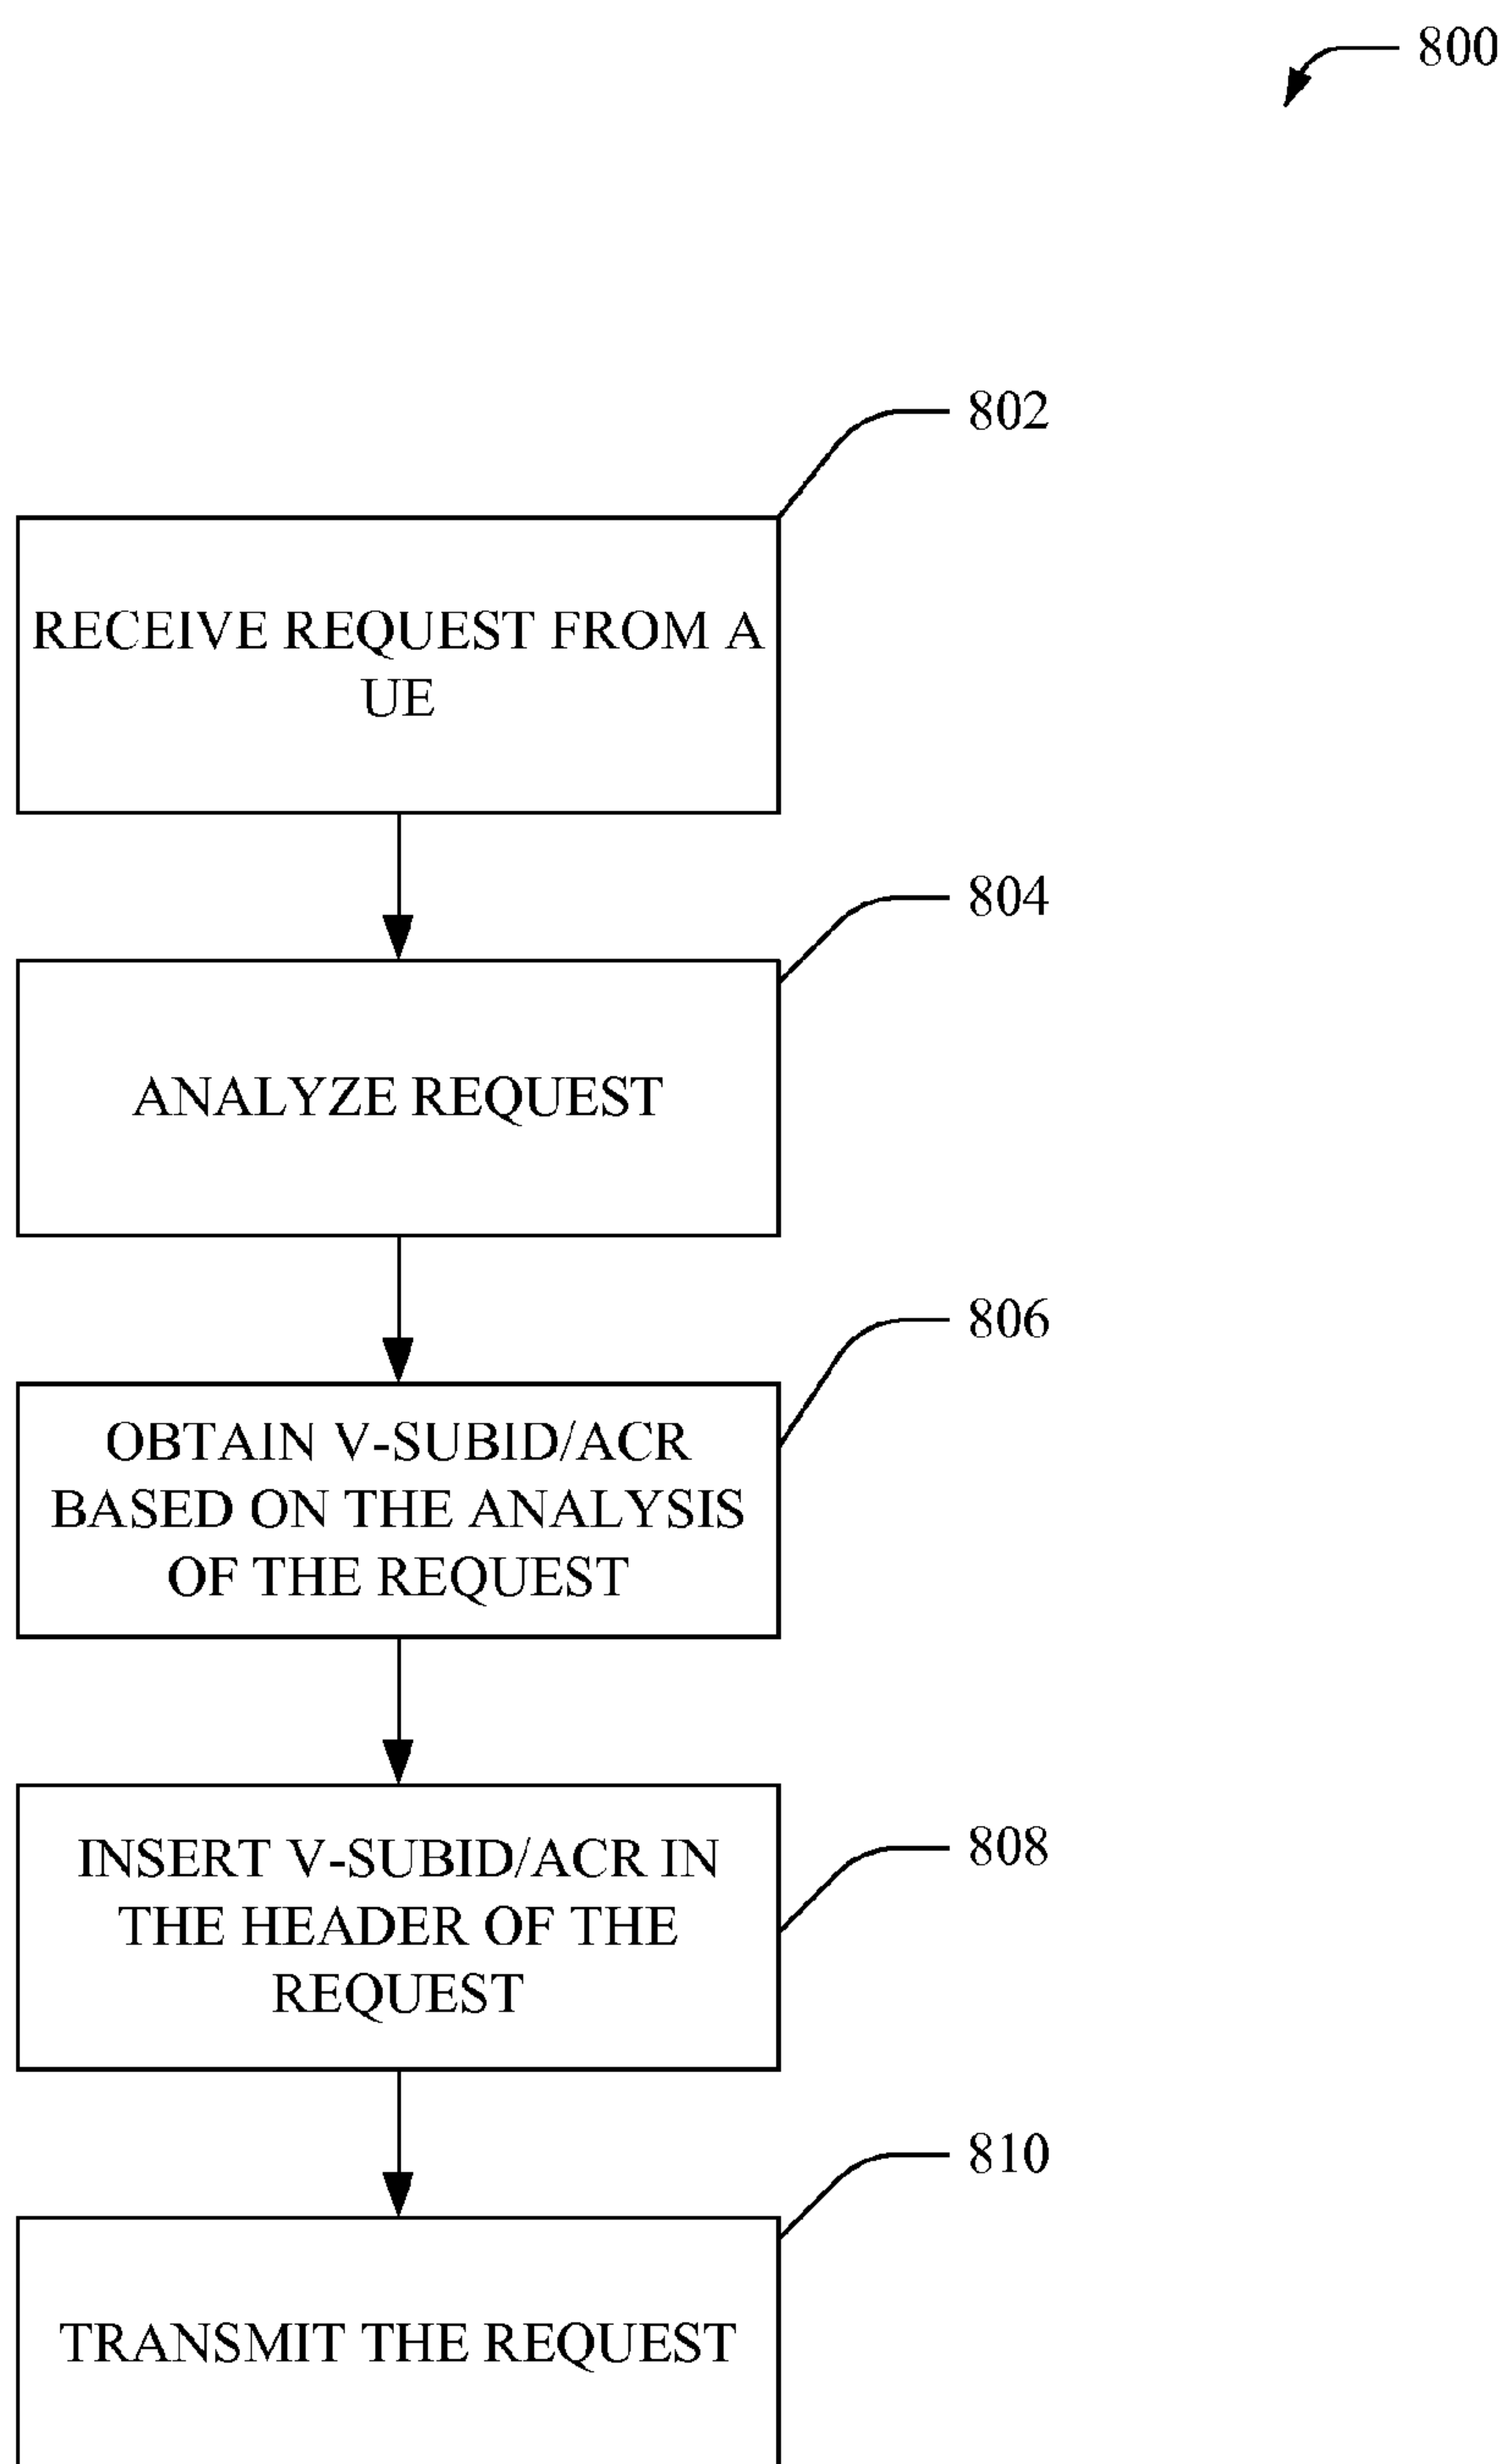 800
802
RECEIVE REQUEST FROM A
UE
804
ANALYZE REQUEST
806
OBTAIN V-SUBID/ACR
BASED ON THE ANALYSIS
OF THE REQUEST
808
INSERT V-SUBID/ACR IN
THE HEADER OF THE
REQUEST
810
TRANSMIT THE REQUEST